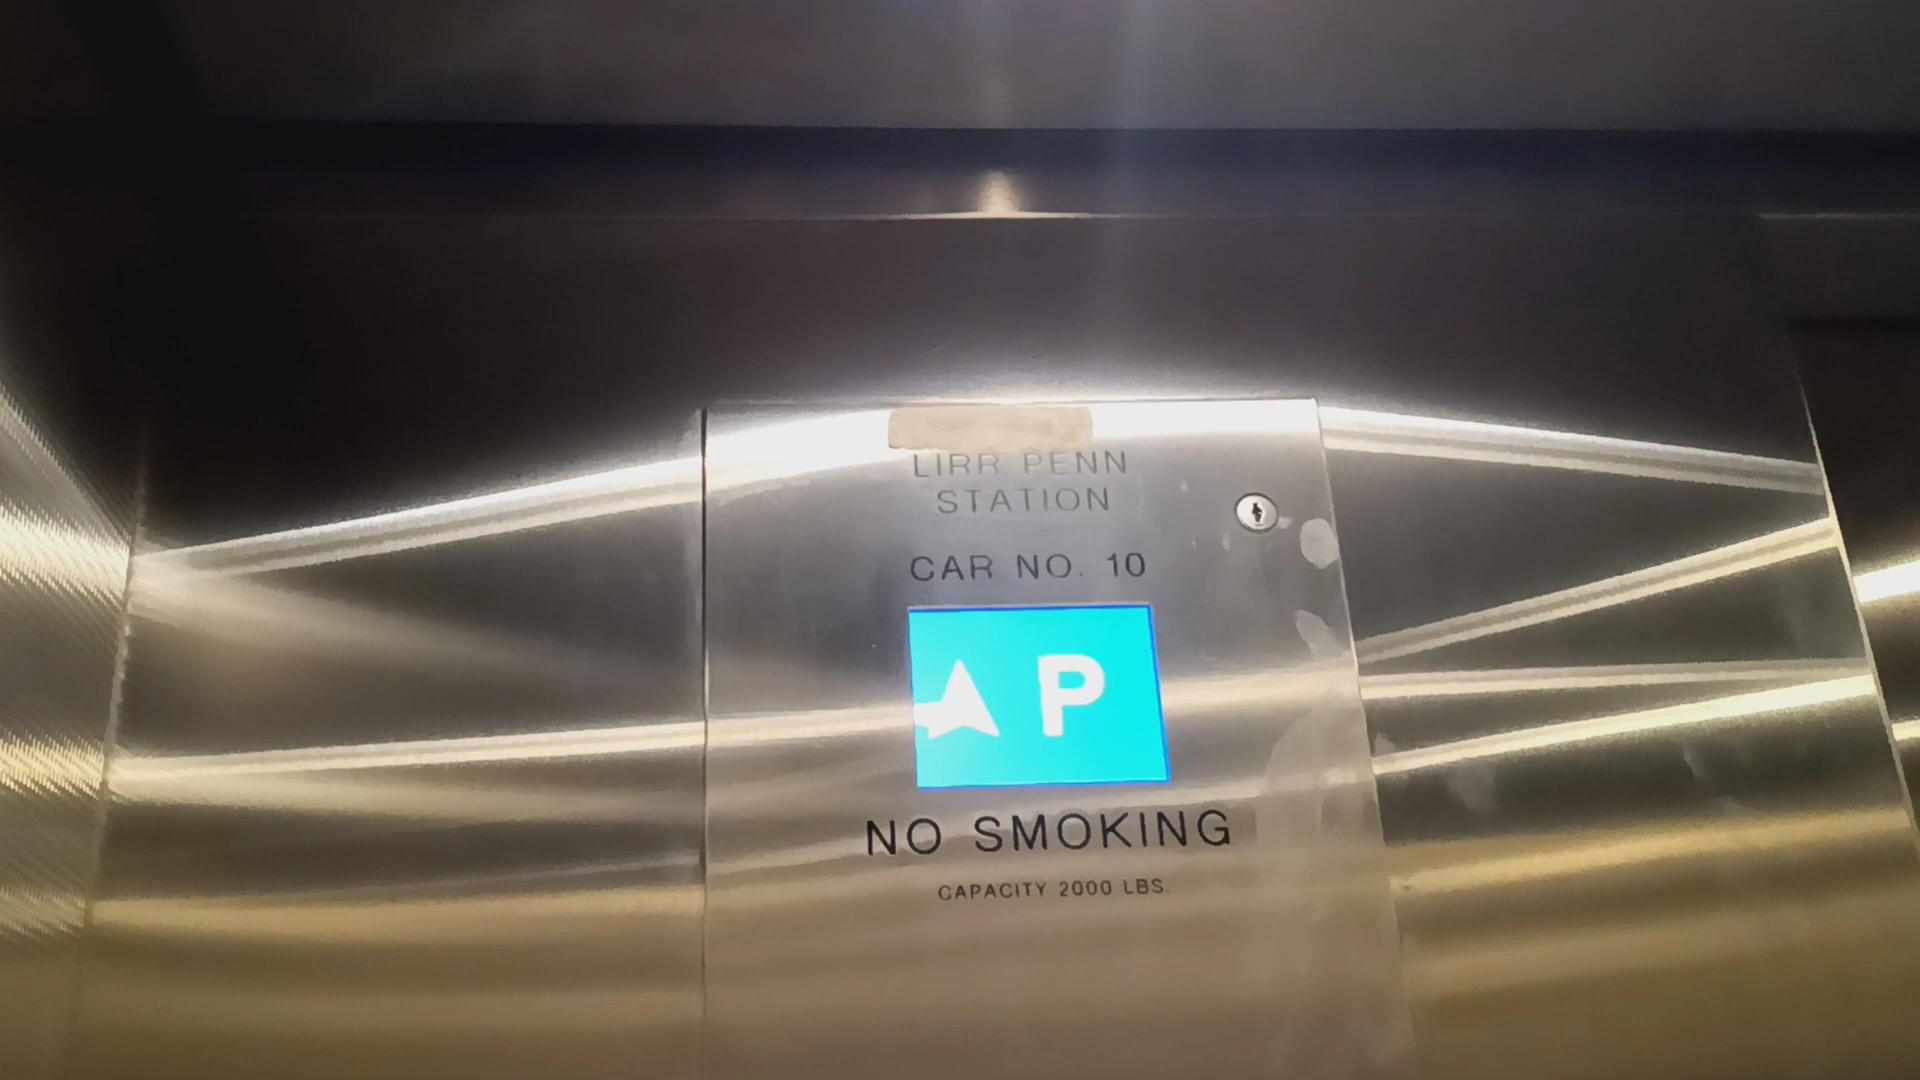 LIRR PENN
STATION
CAR NO. 10
P
NO SMOKING
CAPACITY 2000 LBS.